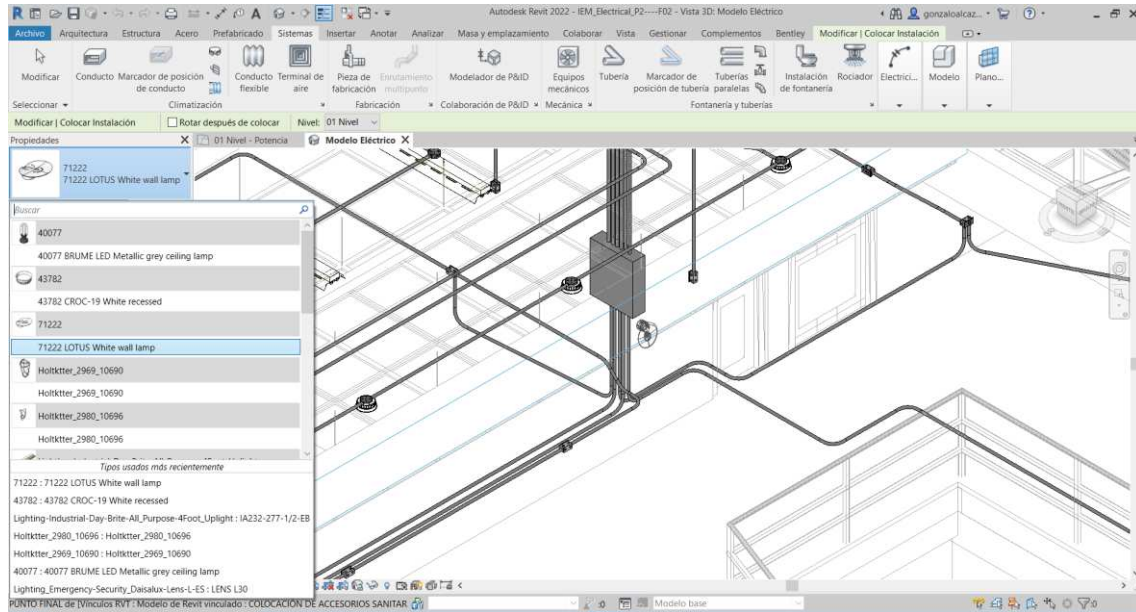 Autodesk Revit 2022 - IEM_Electrical_P2----F02 - Vista 3D: Modelo Eléctrico
gonzaloalcaz...
Archivo Arquitectura Estructura Acero Prefabricado Sistemas Insertar Anotar Analizar Masa y emplazamiento Colaborar Vista Gestionar Complementos Bentley Modificar | Colocar Instalación
Modificar Conducto Marcador de posición de conducto Conducto flexible Terminal de aire Pieza de fabricación Enrutamiento multipunto Modelador de P&ID Equipos mecánicos Tubería Marcador de posición de tubería Tuberías paralelas Instalación de fontanería Rociador Electrici... Modelo Plano...
Seleccionar Climatización Fabricación Colaboración de P&ID Mecánica Fontanería y tuberías
Modificar | Colocar Instalación Rotar después de colocar Nivel: 01 Nivel
Propiedades 01 Nivel - Potencia Modelo Eléctrico
71222
71222 LOTUS White wall lamp
Buscar
40077
40077 BRUME LED Metallic grey ceiling lamp
43782
43782 CROC-19 White recessed
71222
71222 LOTUS White wall lamp
Holtktter_2969_10690
Holtktter_2969_10690
Holtktter_2980_10696
Holtktter_2980_10696
Tipos usados más recientemente
71222 : 71222 LOTUS White wall lamp
43782 : 43782 CROC-19 White recessed
Lighting-Industrial-Day-Brite-All_Purpose-4Foot_Uplight : IA232-277-1/2-EB
Holtktter_2980_10696 : Holtktter_2980_10696
Holtktter_2969_10690 : Holtktter_2969_10690
40077 : 40077 BRUME LED Metallic grey ceiling lamp
Lighting_Emergency-Security_Daisalux-Lens-L-ES : LENS L30
PUNTO FINAL de [Vínculos RVT : Modelo de Revit vinculado : COLOCACIÓN DE ACCESORIOS SANITAR :0 Modelo base :0